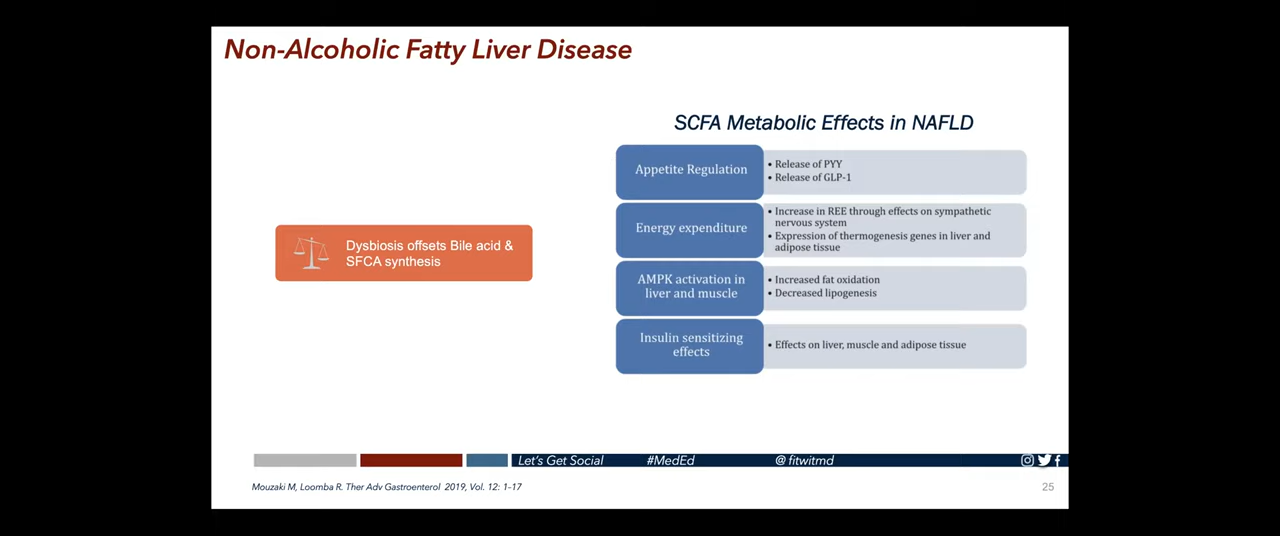 Non-Alcoholic Fatty Liver Disease
Dysbiosis offsets Bile acid &
SFCA synthesis
SCFA Metabolic Effects in NAFLD
Appetite Regulation
• Release of PYY
• Release of GLP-1
Energy expenditure
• Increase in REE through effects on sympathetic
nervous system
• Expression of thermogenesis genes in liver and
adipose tissue
AMPK activation in
liver and muscle
• Increased fat oxidation
• Decreased lipogenesis
Insulin sensitizing
effects
• Effects on liver, muscle and adipose tissue
Let's Get Social #MedEd @ fitwitmd
Mouzaki M, Loomba R. Ther Adv Gastroenterol 2019, Vol. 12: 1-17
25